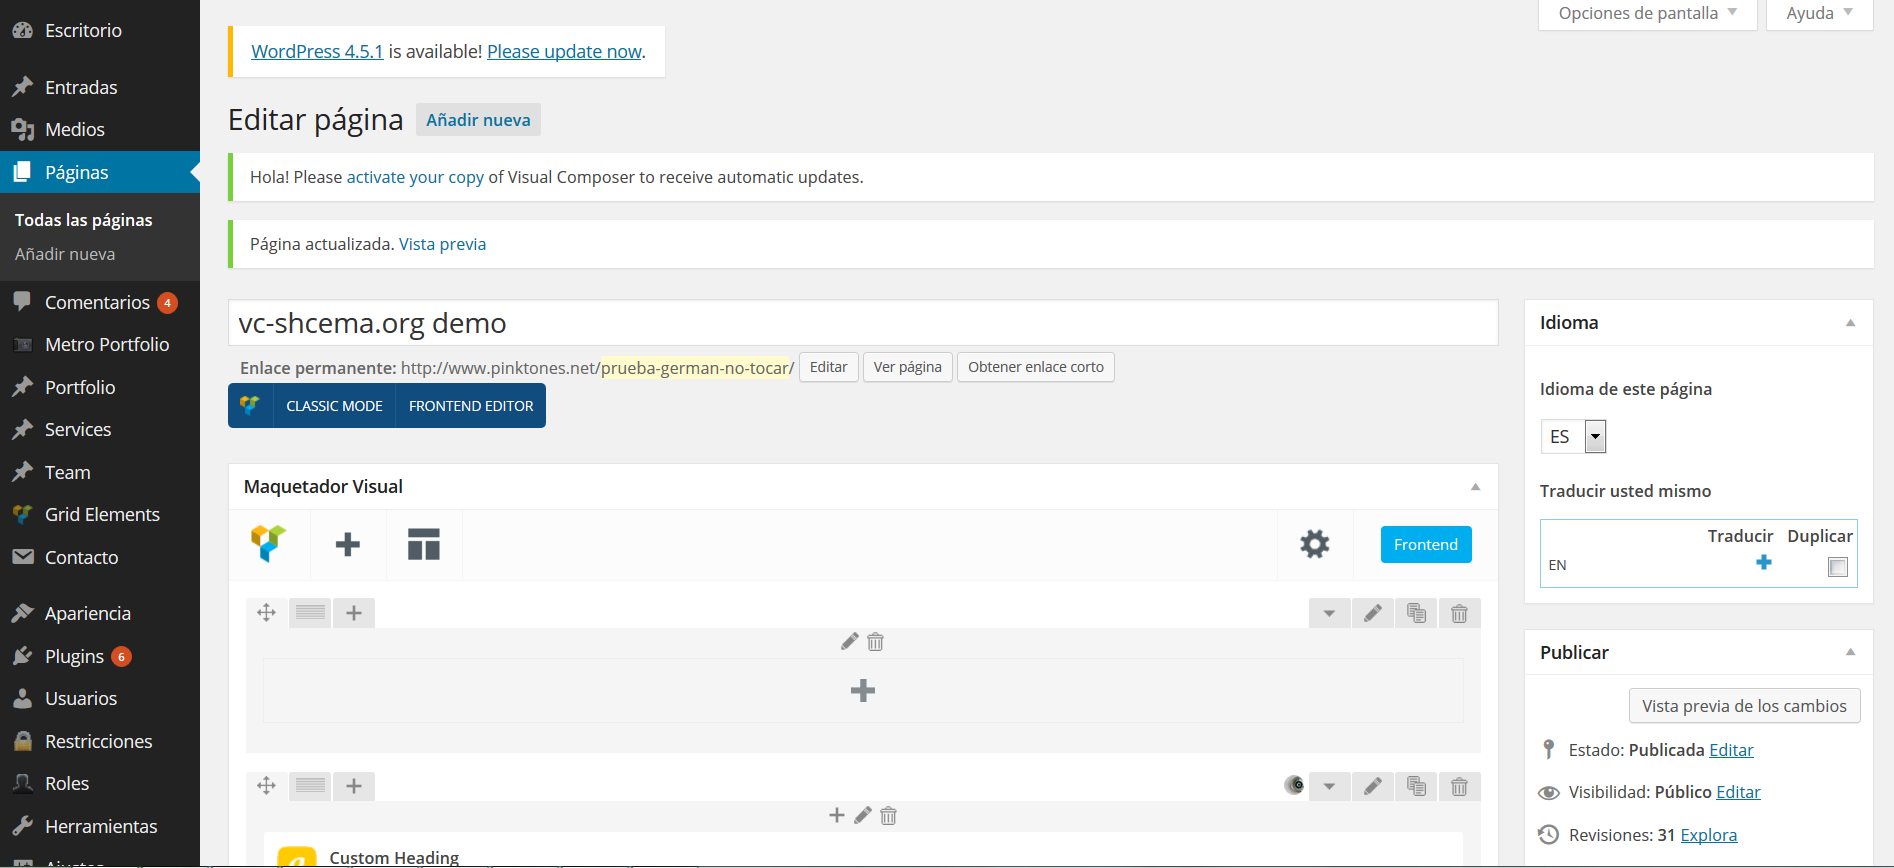 Escritorio
Entradas
Medios
Páginas
Todas las páginas
Añadir nueva
Comentarios 4
Metro Portfolio
Portfolio
Services
Team
Grid Elements
Contacto
Apariencia
Plugins 6
Usuarios
Restricciones
Roles
Herramientas
Ajustes
Opciones de pantalla
Ayuda
WordPress 4.5.1 is available! Please update now.
Editar página Añadir nueva
Hola! Please activate your copy of Visual Composer to receive automatic updates.
Página actualizada. Vista previa
vc-shcema.org demo
Enlace permanente: http://www.pinktones.net/prueba-german-no-tocar/ Editar Ver página Obtener enlace corto
CLASSIC MODE FRONTEND EDITOR
Maquetador Visual
Frontend
Custom Heading
Idioma
Idioma de este página
ES
Traducir usted mismo
Traducir Duplicar
EN
Publicar
Vista previa de los cambios
Estado: Publicada Editar
Visibilidad: Público Editar
Revisiones: 31 Explora